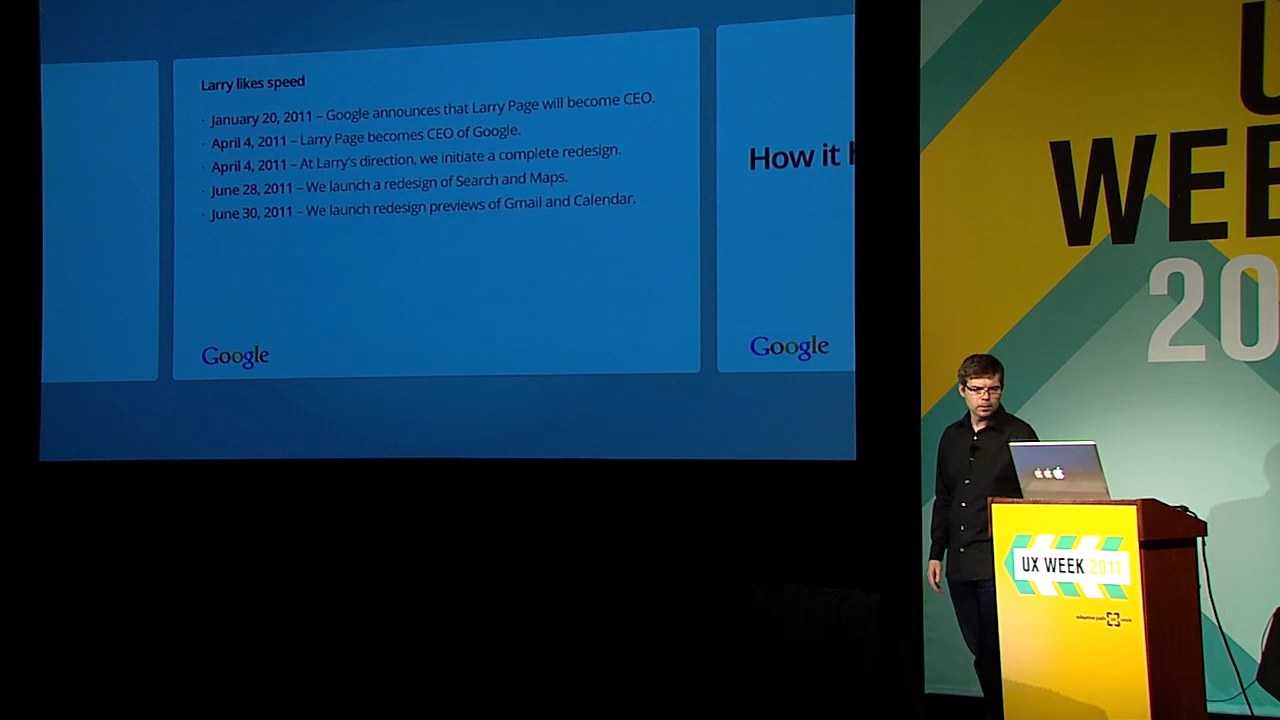 Larry likes speed
· January 20, 2011 – Google announces that Larry Page will become CEO.
· April 4, 2011 – Larry Page becomes CEO of Google.
· April 4, 2011 – At Larry's direction, we initiate a complete redesign.
· June 28, 2011 – We launch a redesign of Search and Maps.
· June 30, 2011 – We launch redesign previews of Gmail and Calendar.
Google
How it
Google
U
WEE
20
UX WEEK 2011
adaptive path